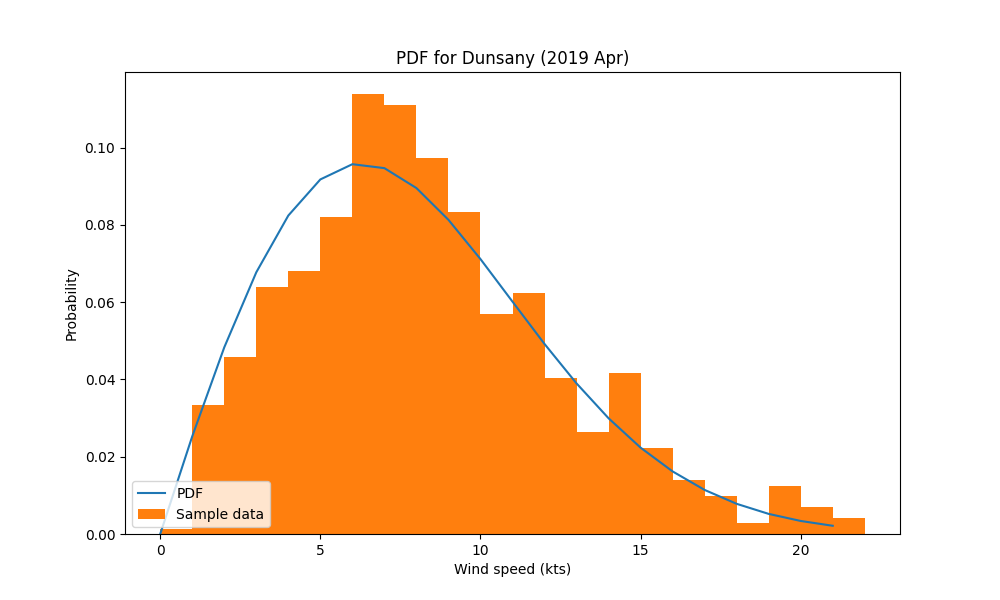 PDF for Dunsany (2019 Apr)
Probability
0.10
0.08
0.06
0.04
0.02
0.00
PDF
Sample data
0 5 10 15 20
Wind speed (kts)